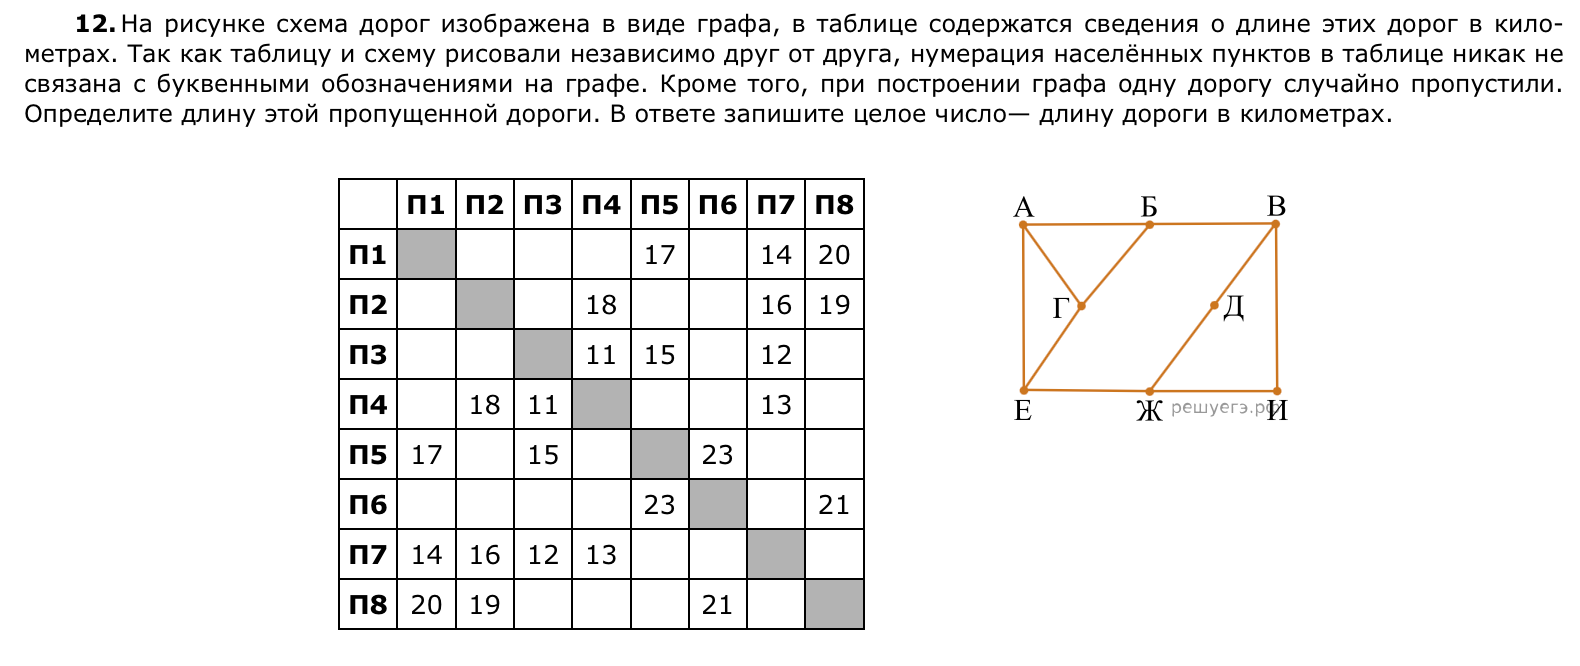 12. На рисунке схема дорог изображена в виде графа, в таблице содержатся сведения о длине этих дорог в кило-
метрах. Так как таблицу и схему рисовали независимо друг от друга, нумерация населённых пунктов в таблице никак не
связана с буквенными обозначениями на графе. Кроме того, при построении графа одну дорогу случайно пропустили.
Определите длину этой пропущенной дороги. В ответе запишите целое число— длину дороги в километрах.
П1 П2 П3 П4 П5 П6 П7 П8
П1 17 14 20
П2 18 16 19
П3 11 15 12
П4 18 11 13
П5 17 15 23
П6 23 21
П7 14 16 12 13
П8 20 19 21
А Б В
Г Д
Е Ж И
решуегэ.рф